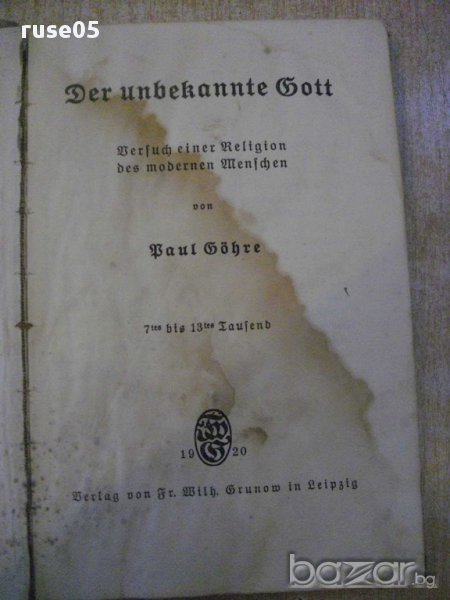 ruse05
Der unbekannte Gott
Versuch einer Religion
des modernen Menschen
von
Paul Göhre
7tes bis 13tes Tausend
19 20
Verlag von Fr. Wilh. Grunow in Leipzig
bazar.bg